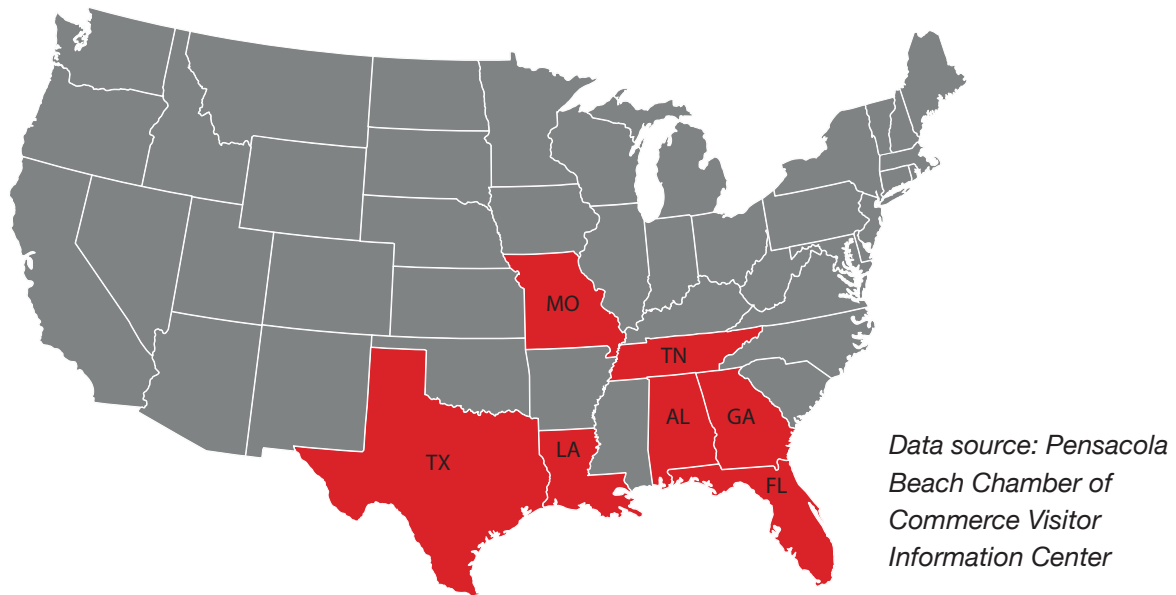 MO
TN
AL
GA
LA
TX
FL
Data source: Pensacola
Beach Chamber of
Commerce Visitor
Information Center